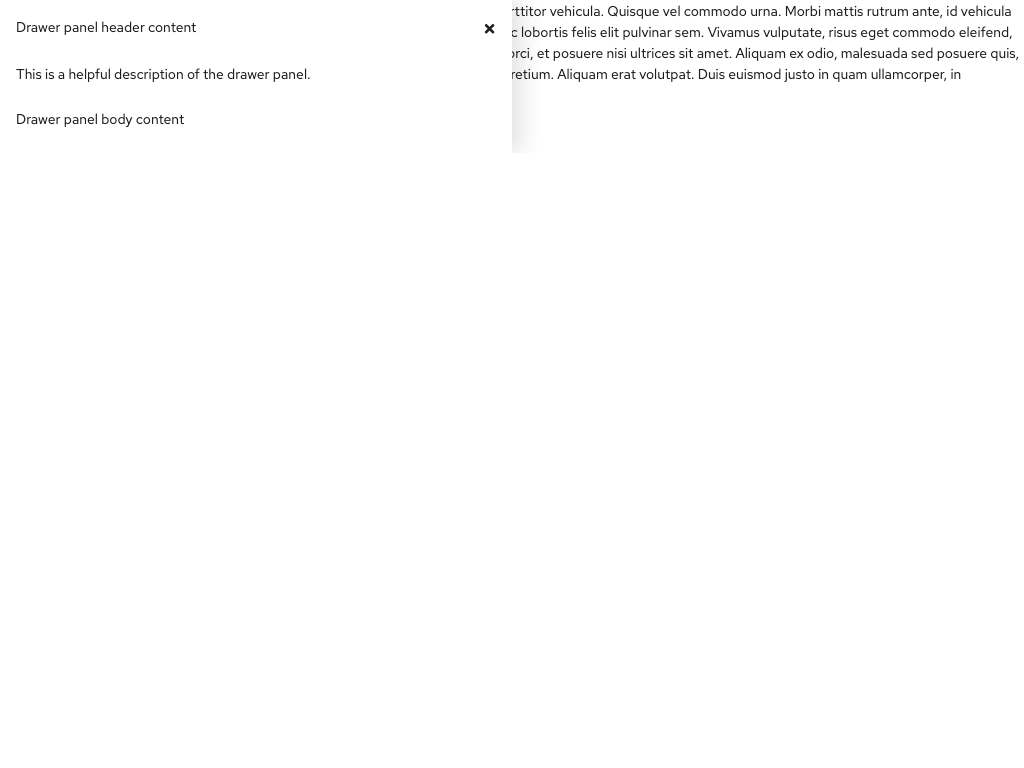 Drawer panel header content
This is a helpful description of the drawer panel.
Drawer panel body content
vehicula. Quisque vel commodo urna. Morbi mattis rutrum ante, id vehicula
lobortis felis elit pulvinar sem. Vivamus vulputate, risus eget commodo eleifend,
et posuere nisi ultrices sit amet. Aliquam ex odio, malesuada sed posuere quis,
Aliquam erat volutpat. Duis euismod justo in quam ullamcorper, in